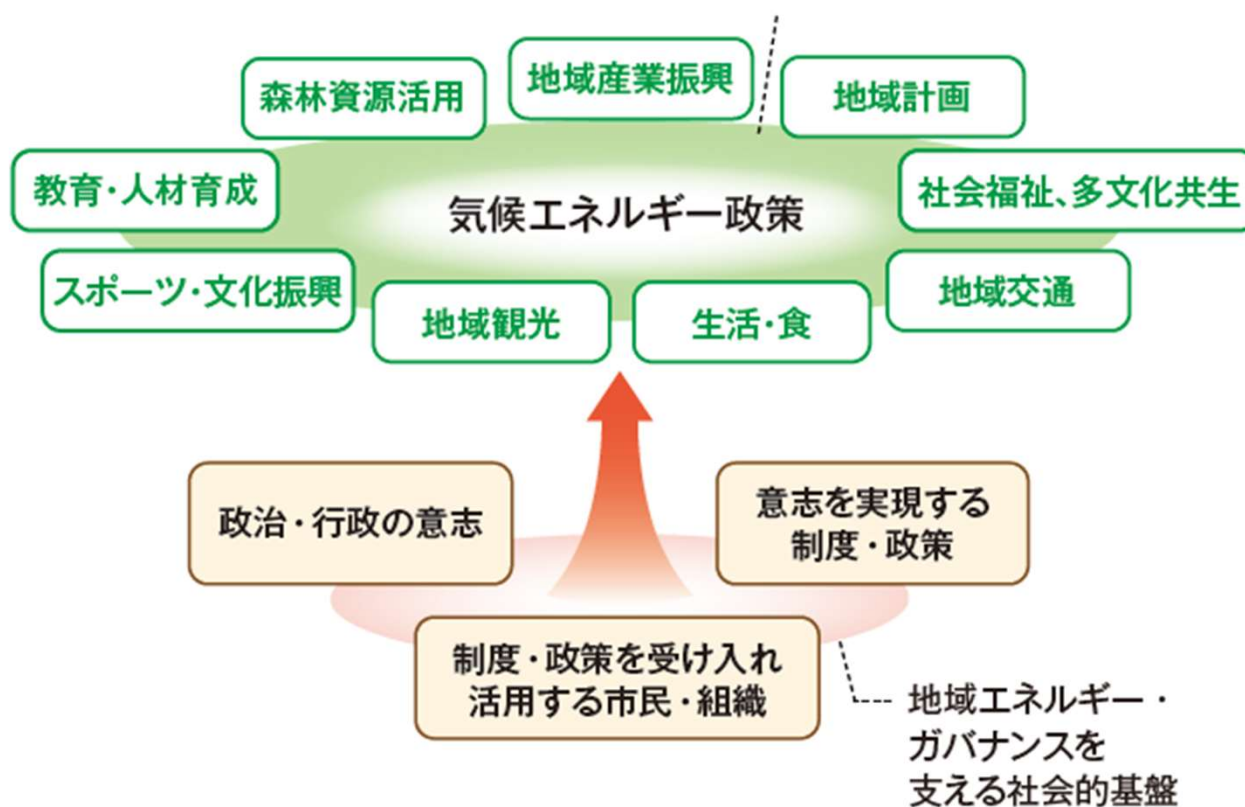 地域産業振興
森林資源活用
地域計画
教育・人材育成
気候エネルギー政策
社会福祉、多文化共生
スポーツ・文化振興
地域交通
地域観光
生活・食
政治・行政の意志
意志を実現する
制度・政策
制度・政策を受け入れ
活用する市民・組織
地域エネルギー・
ガバナンスを
支える社会的基盤